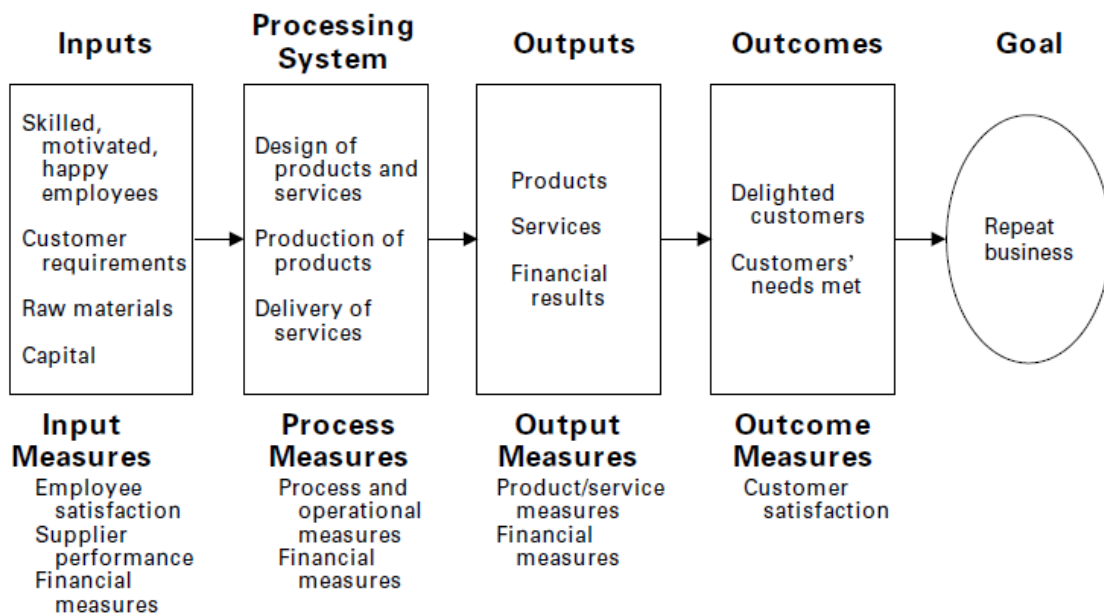 Inputs
Processing
System
Outputs
Outcomes
Goal
Skilled,
motivated,
happy
employees
Customer
requirements
Raw materials
Capital
Design of
products and
services
Production of
products
Delivery of
services
Products
Services
Financial
results
Delighted
customers
Customers’
needs met
Repeat
business
Input
Measures
Employee
satisfaction
Supplier
performance
Financial
measures
Process
Measures
Process and
operational
measures
Financial
measures
Output
Measures
Product/service
measures
Financial
measures
Outcome
Measures
Customer
satisfaction